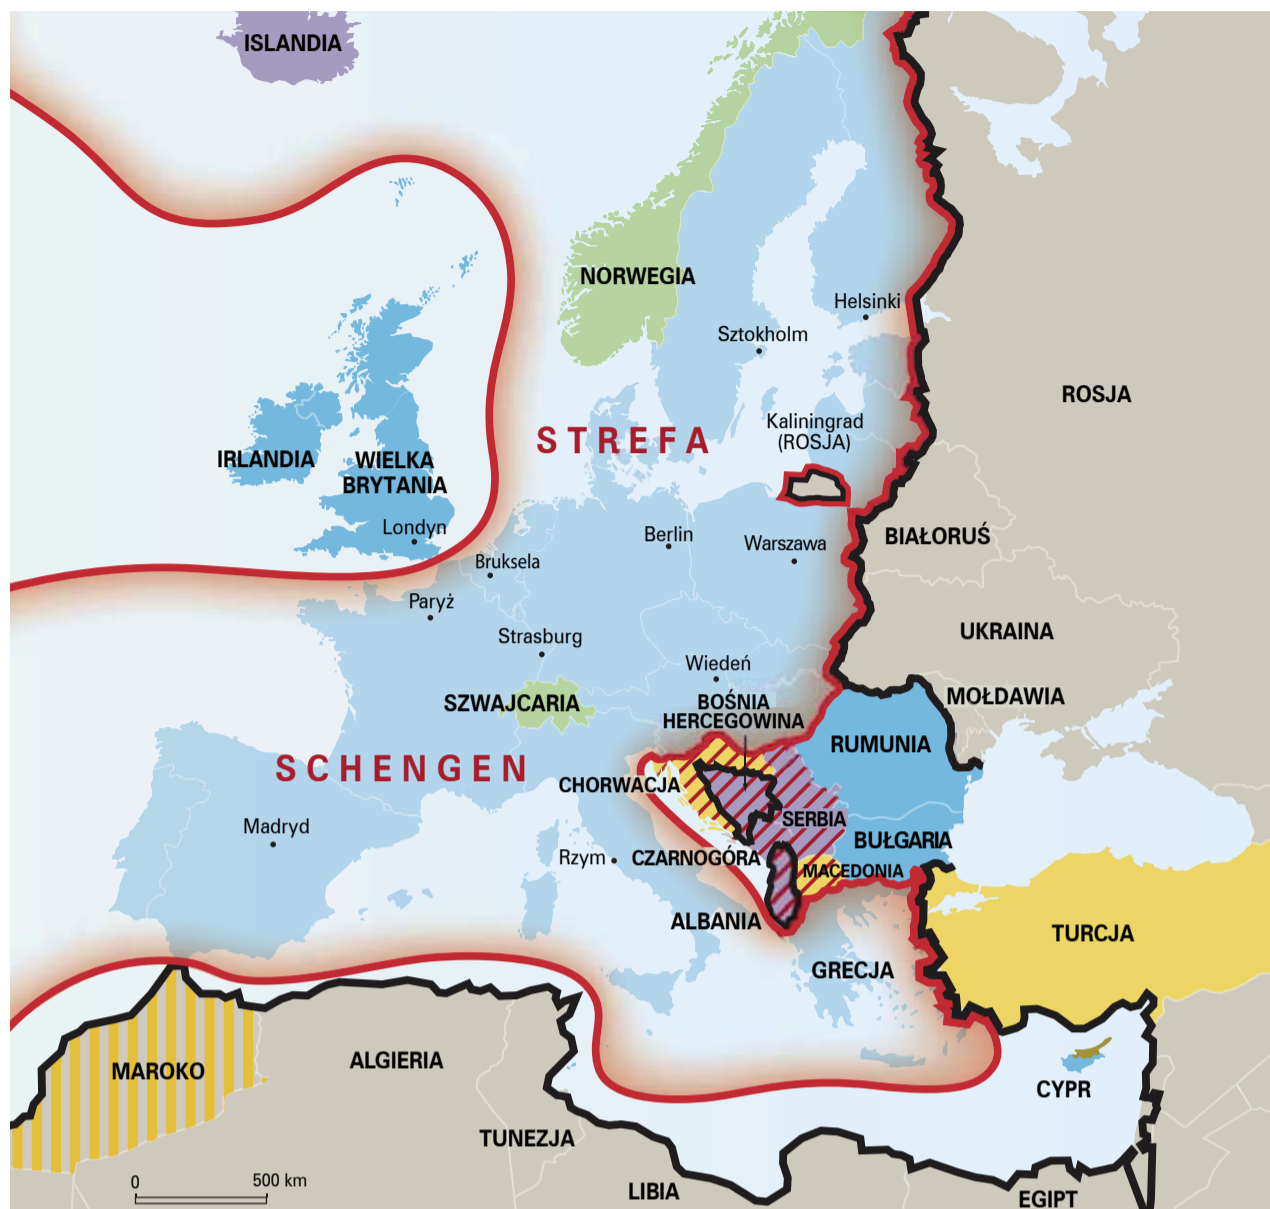 ISLANDIA
NORWEGIA
Helsinki
Sztokholm
ROSJA
Kaliningrad
(ROSJA)
STREFA
IRLANDIA
WIELKA
BRYTANIA
Londyn
Berlin
Warszawa
BIAŁORUŚ
Bruksela
Paryż
UKRAINA
Strasburg
Wiedeń
SZWAJCARIA
BOŚNIA
HERCEGOWINA
MOŁDAWIA
RUMUNIA
SCHENGEN
CHORWACJA
SERBIA
Madryd
BUŁGARIA
Rzym
CZARNOGÓRA
MACEDONIA
ALBANIA
TURCJA
GRECJA
MAROKO
ALGIERIA
CYPR
TUNEZJA
0 500 km
LIBIA
EGIPT